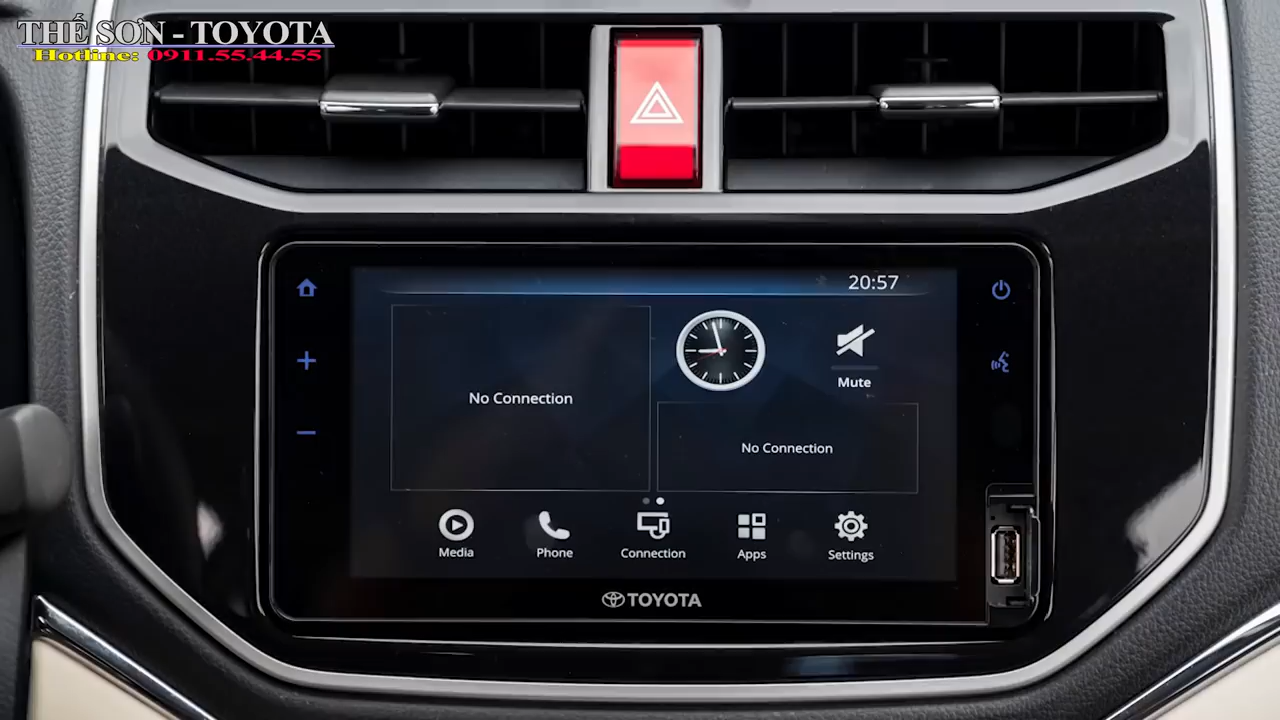 THẾ SƠN - TOYOTA
Hotline: 0911.55.44.55
20:57
No Connection
Mute
No Connection
Media
Phone
Connection
Apps
Settings
TOYOTA